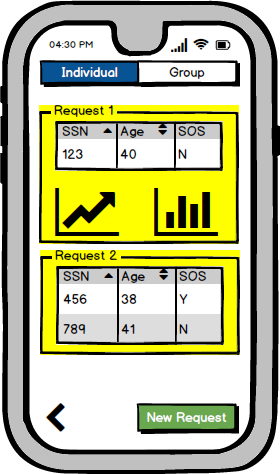 04:30 PM
Individual Group
Request 1
SSN Age SOS
123 40 N
Request 2
SSN Age SOS
456 38 Y
789 41 N
New Request